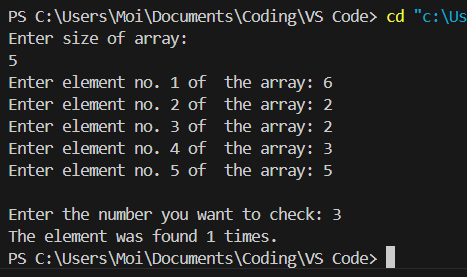 PS C:\Users\Moi\Documents\Coding\VS Code> cd "c:\Us
Enter size of array:
5
Enter element no. 1 of  the array: 6
Enter element no. 2 of  the array: 2
Enter element no. 3 of  the array: 2
Enter element no. 4 of  the array: 3
Enter element no. 5 of  the array: 5

Enter the number you want to check: 3
The element was found 1 times.
PS C:\Users\Moi\Documents\Coding\VS Code>